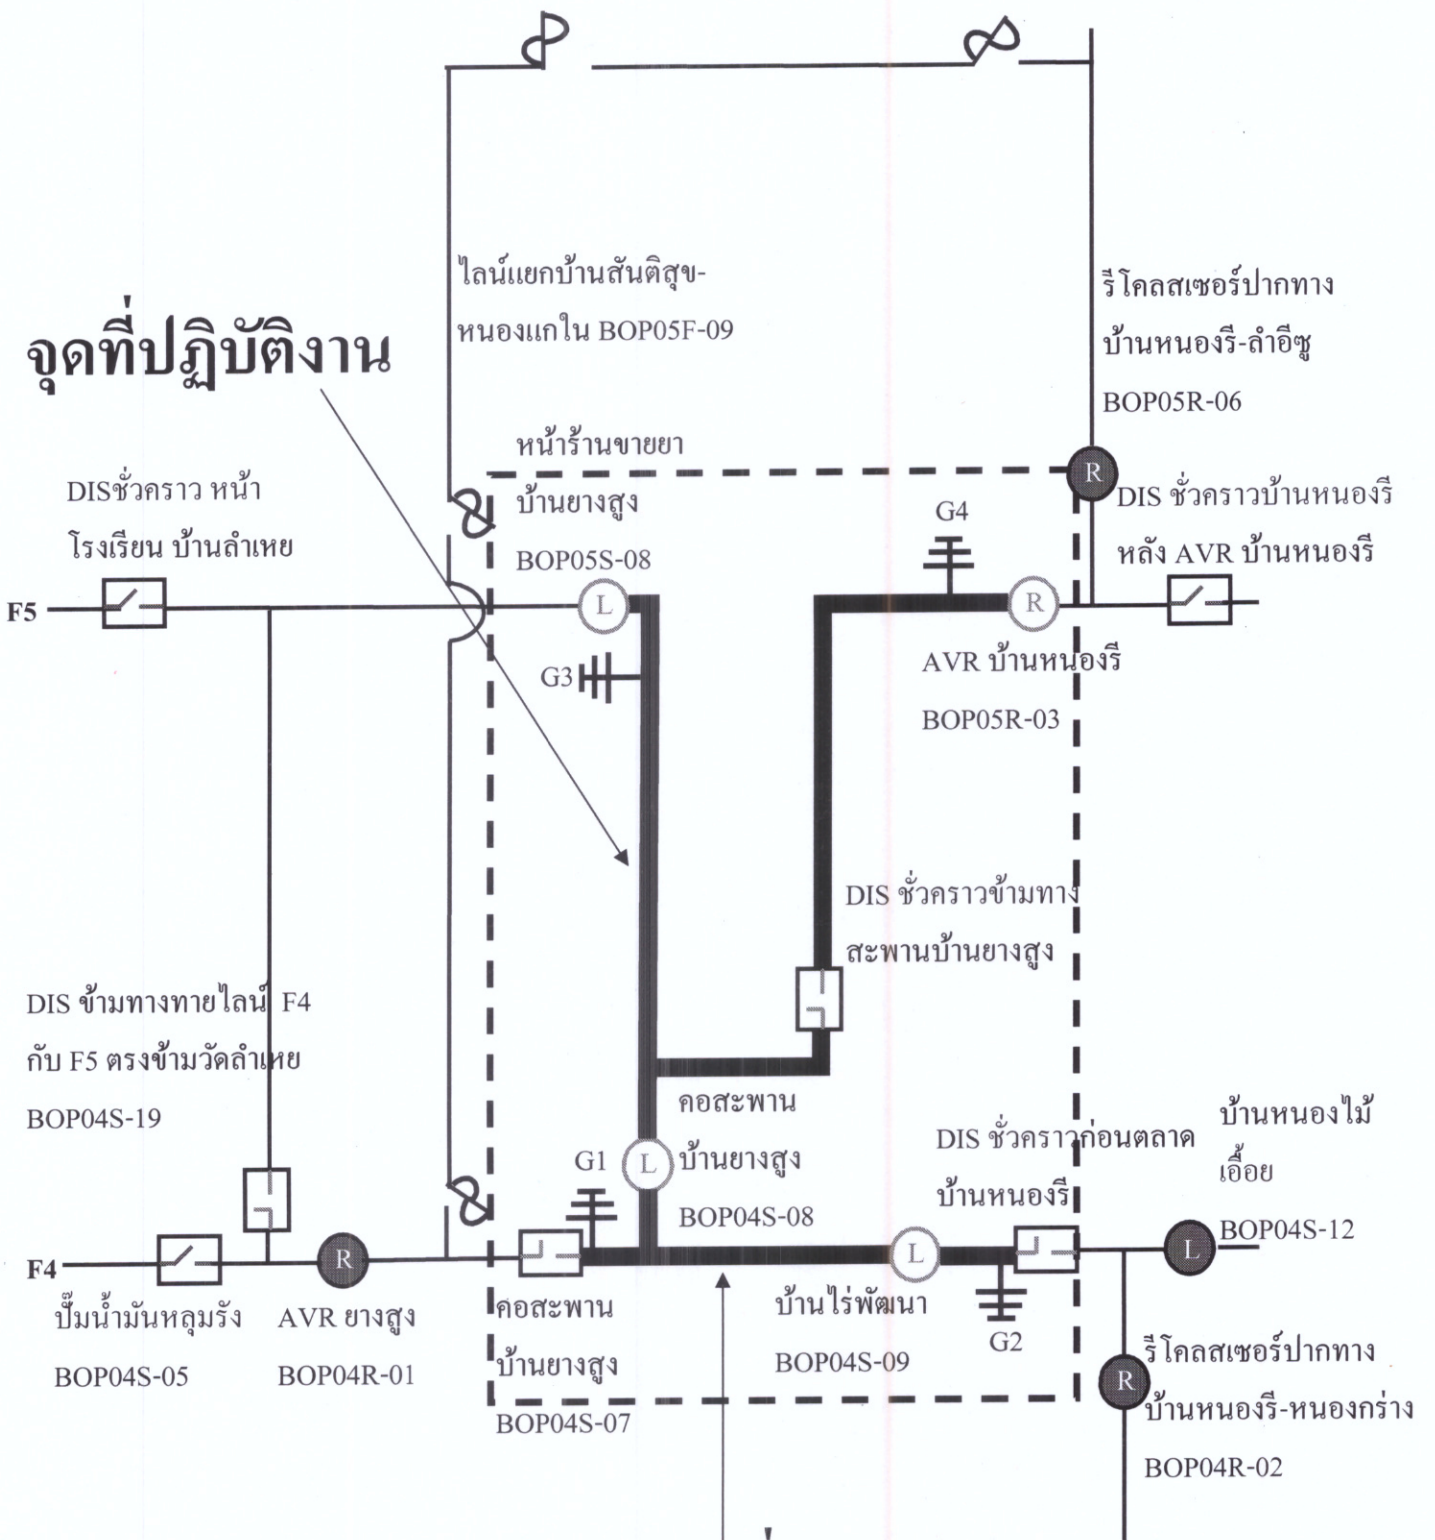 ไลน์แยกบ้านสันติสุข-
หนองแกใน BOP05F-09
รีโคลสเซอร์ปากทาง
บ้านหนองรี-ลำอีซู
BOP05R-06
จุดที่ปฏิบัติงาน
หน้าร้านขายยา
บ้านยางสูง
BOP05S-08
DISชั่วคราว หน้า
โรงเรียน บ้านลำเหย
R
DIS ชั่วคราวบ้านหนองรี
หลัง AVR บ้านหนองรี
G4
F5
L
R
G3
AVR บ้านหนองรี
BOP05R-03
DIS ชั่วคราวข้ามทาง
สะพานบ้านยางสูง
DIS ข้ามทางทายไลน์ F4
กับ F5 ตรงข้ามวัดลำเหย
BOP04S-19
คอสะพาน
บ้านยางสูง
BOP04S-08
G1
L
DIS ชั่วคราวก่อนตลาด
บ้านหนองรี
บ้านหนองไม้
เอื้อย
BOP04S-12
F4
R
L
L
ปั๊มน้ำมันหลุมรัง
BOP04S-05
AVR ยางสูง
BOP04R-01
คอสะพาน
บ้านยางสูง
BOP04S-07
บ้านไร่พัฒนา
BOP04S-09
G2
R
รีโคลสเซอร์ปากทาง
บ้านหนองรี-หนองกร่าง
BOP04R-02